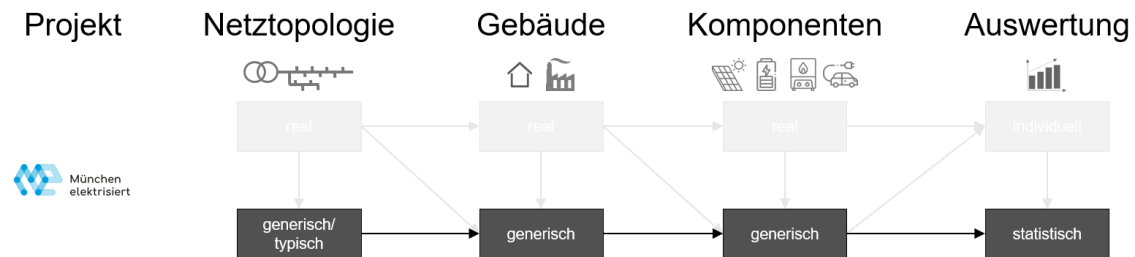 Projekt Netztopologie Gebäude Komponenten Auswertung
real real real individuell
München
elektrisiert
generisch/
typisch
generisch generisch statistisch